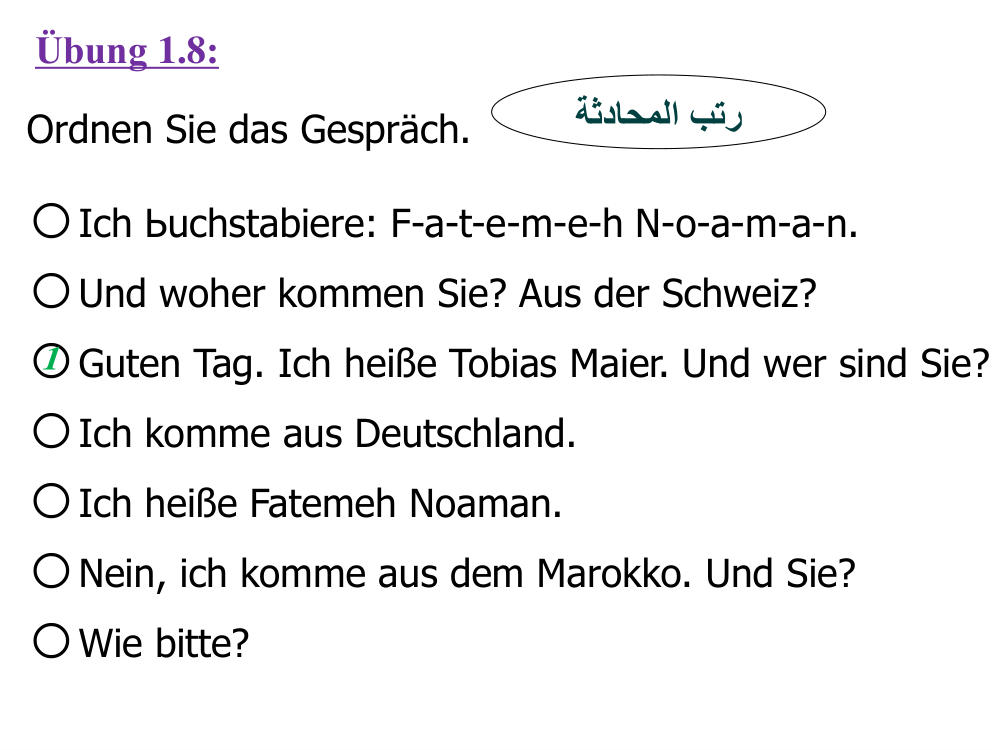 Übung 1.8:
رتب المحادثة
Ordnen Sie das Gespräch.
Ich Ьuchstabiere: F-a-t-e-m-e-h N-o-a-m-a-n.
Und woher kommen Sie? Aus der Schweiz?
1 Guten Tag. Ich heiße Tobias Maier. Und wer sind Sie?
Ich komme aus Deutschland.
Ich heiße Fatemeh Noaman.
Nein, ich komme aus dem Marokko. Und Sie?
Wie bitte?